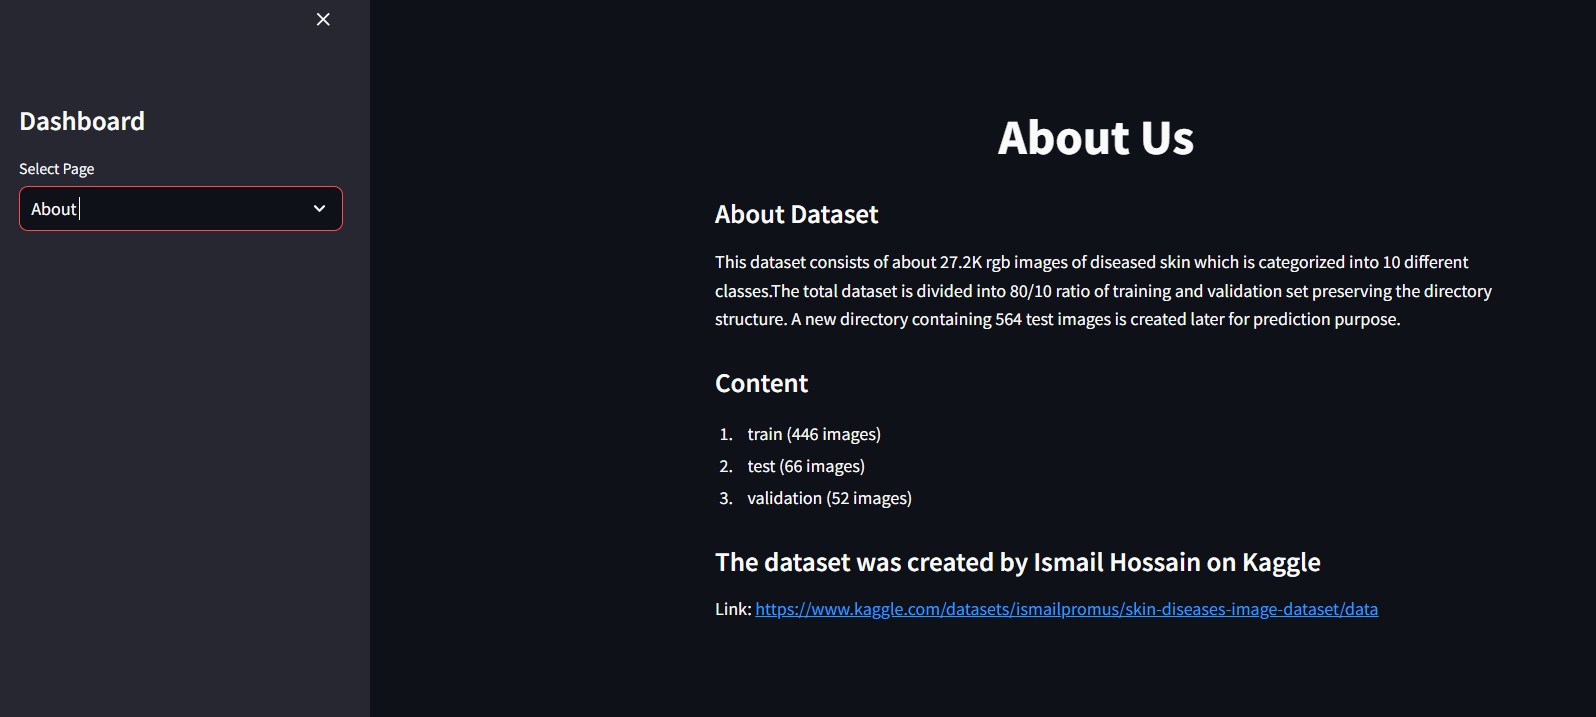 Dashboard
Select Page
About
About Us
About Dataset
This dataset consists of about 27.2K rgb images of diseased skin which is categorized into 10 different
classes.The total dataset is divided into 80/10 ratio of training and validation set preserving the directory
structure. A new directory containing 564 test images is created later for prediction purpose.
Content
1. train (446 images)
2. test (66 images)
3. validation (52 images)
The dataset was created by Ismail Hossain on Kaggle
Link: https://www.kaggle.com/datasets/ismailpromus/skin-diseases-image-dataset/data